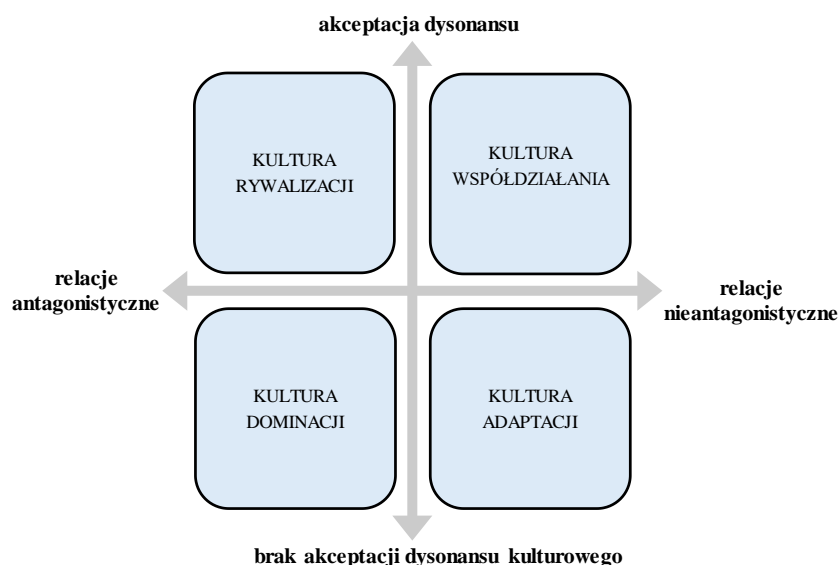 akceptacja dysonansu
KULTURA
RYWALIZACJI
KULTURA
WSPÓŁDZIAŁANIA
relacje
antagonistyczne
relacje
nieantagonistyczne
KULTURA
DOMINACJI
KULTURA
ADAPTACJI
brak akceptacji dysonansu kulturowego